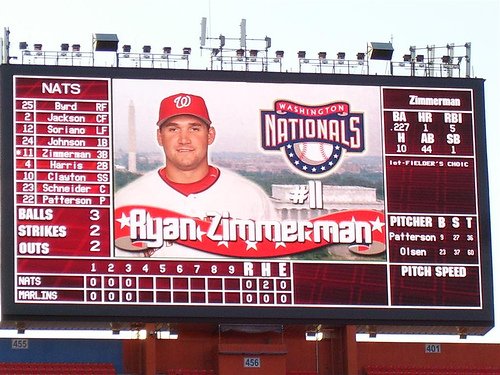 NATS
25 Byrd RF
2 Jackson CF
12 Soriano LF
24 Johnson 1B
11 Zimmerman 3B
4 Harris 2B
10 Clayton SS
23 Schneider C
22 Patterson P
BALLS 3
STRIKES 2
OUTS 2
W
WASHINGTON
NATIONALS
#11
Ryan Zimmerman
Zimmerman
BA HR RBI
.227 1 5
H AB SB
10 44 1
1st-FIELDER'S CHOIC
PITCHER B S T
Patterson 9 27 36
Olsen 23 37 60
PITCH SPEED
1 2 3 4 5 6 7 8 9 R H E
NATS 0 0 0 0 2 0
MARLINS 0 0 0 0 0 0
455
456
401